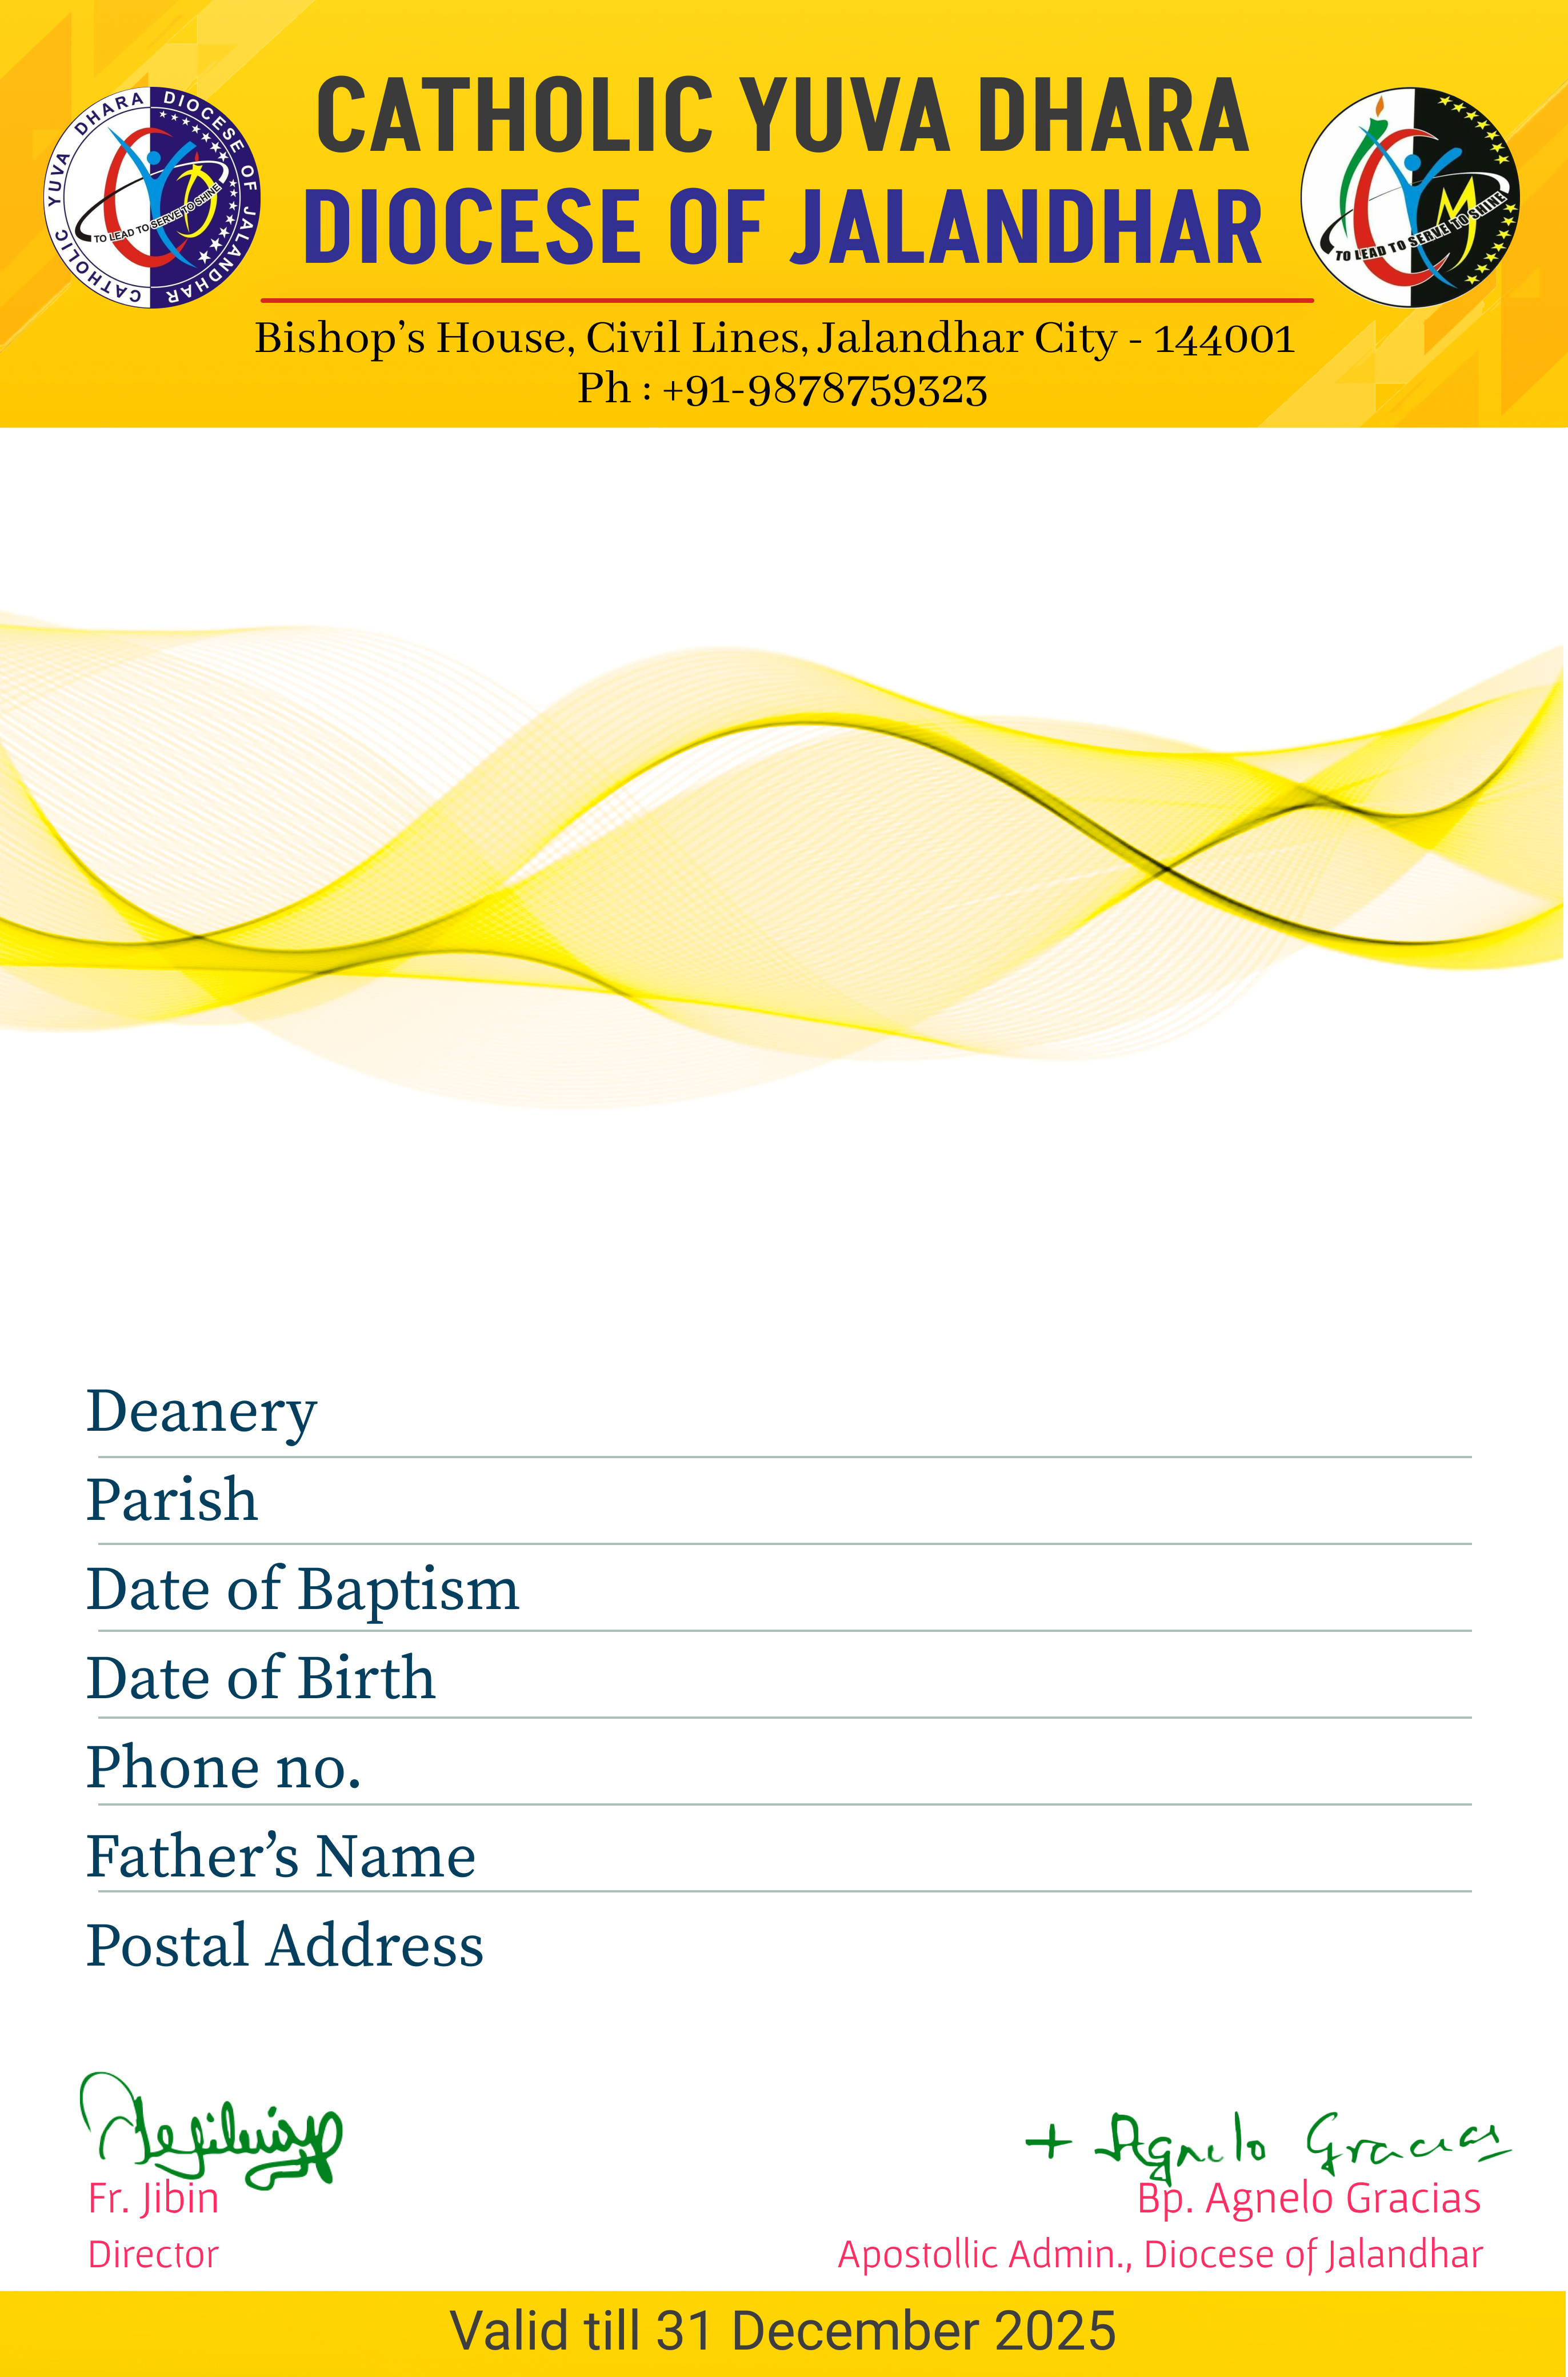 CATHOLIC YUVA DHARA
DIOCESE OF JALANDHAR
CATHOLIC YUVA DHARA DIOCESE OF JALANDHAR
TO LEAD TO SERVE TO SHINE
TO LEAD TO SERVE TO SHINE
Bishop’s House, Civil Lines, Jalandhar City - 144001
Ph : +91-9878759323
Deanery
Parish
Date of Baptism
Date of Birth
Phone no.
Father’s Name
Postal Address
+ Agnelo Gracias
Fr. Jibin
Bp. Agnelo Gracias
Director
Apostollic Admin., Diocese of Jalandhar
Valid till 31 December 2025